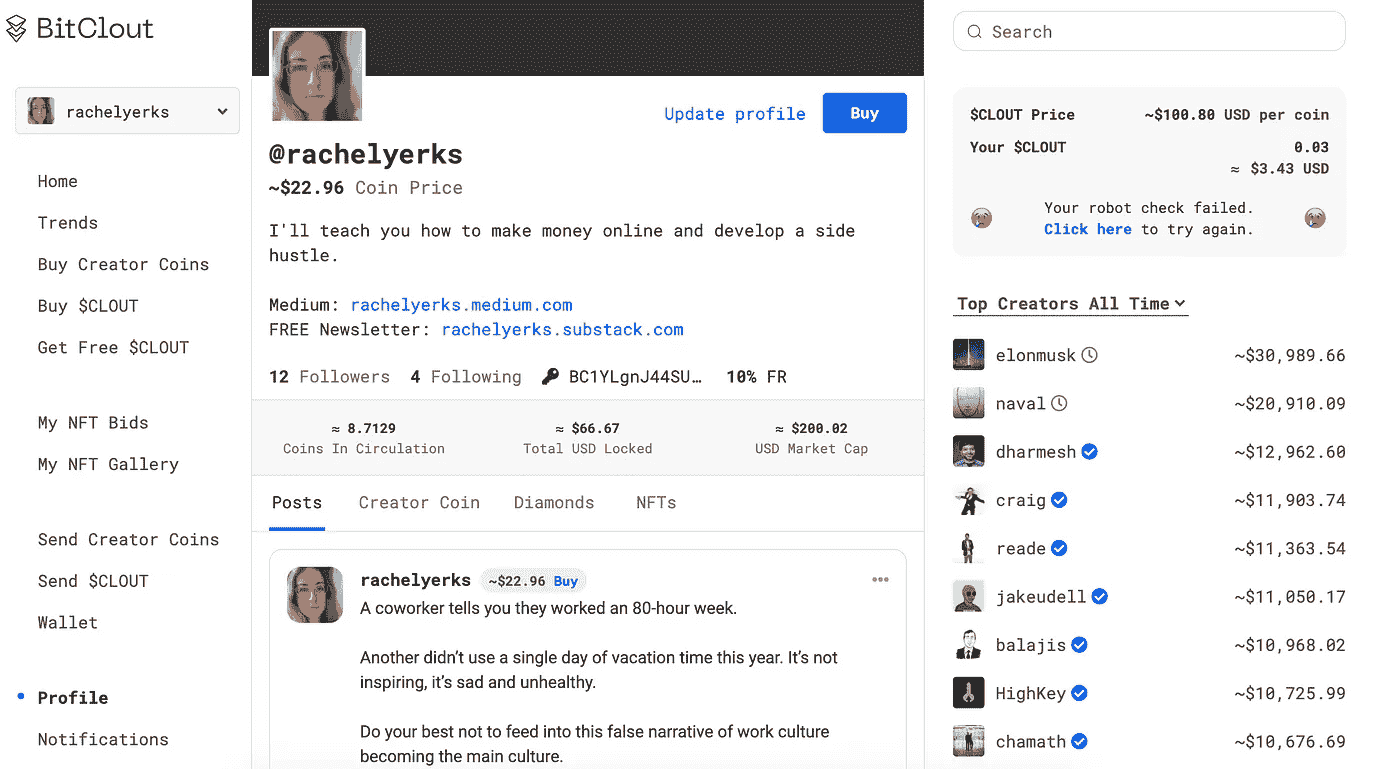 BitClout
rachelyerks
Home
Trends
Buy Creator Coins
Buy $CLOUT
Get Free $CLOUT
My NFT Bids
My NFT Gallery
Send Creator Coins
Send $CLOUT
Wallet
Profile
Notifications
Update profile
Buy
@rachelyerks
~$22.96 Coin Price
I'll teach you how to make money online and develop a side
hustle.
Medium: rachelyerks.medium.com
FREE Newsletter: rachelyerks.substack.com
12 Followers 4 Following BC1YLgnJ44SU… 10% FR
≈ 8.7129
Coins In Circulation
≈ $66.67
Total USD Locked
≈ $200.02
USD Market Cap
Posts Creator Coin Diamonds NFTs
rachelyerks ~$22.96 Buy
A coworker tells you they worked an 80-hour week.
Another didn’t use a single day of vacation time this year. It’s not
inspiring, it’s sad and unhealthy.
Do your best not to feed into this false narrative of work culture
becoming the main culture.
Search
$CLOUT Price ~$100.80 USD per coin
Your $CLOUT 0.03
≈ $3.43 USD
Your robot check failed.
Click here to try again.
Top Creators All Time
elonmusk ~$30,989.66
naval ~$20,910.09
dharmesh ~$12,962.60
craig ~$11,903.74
reade ~$11,363.54
jakeudell ~$11,050.17
balajis ~$10,968.02
HighKey ~$10,725.99
chamath ~$10,676.69